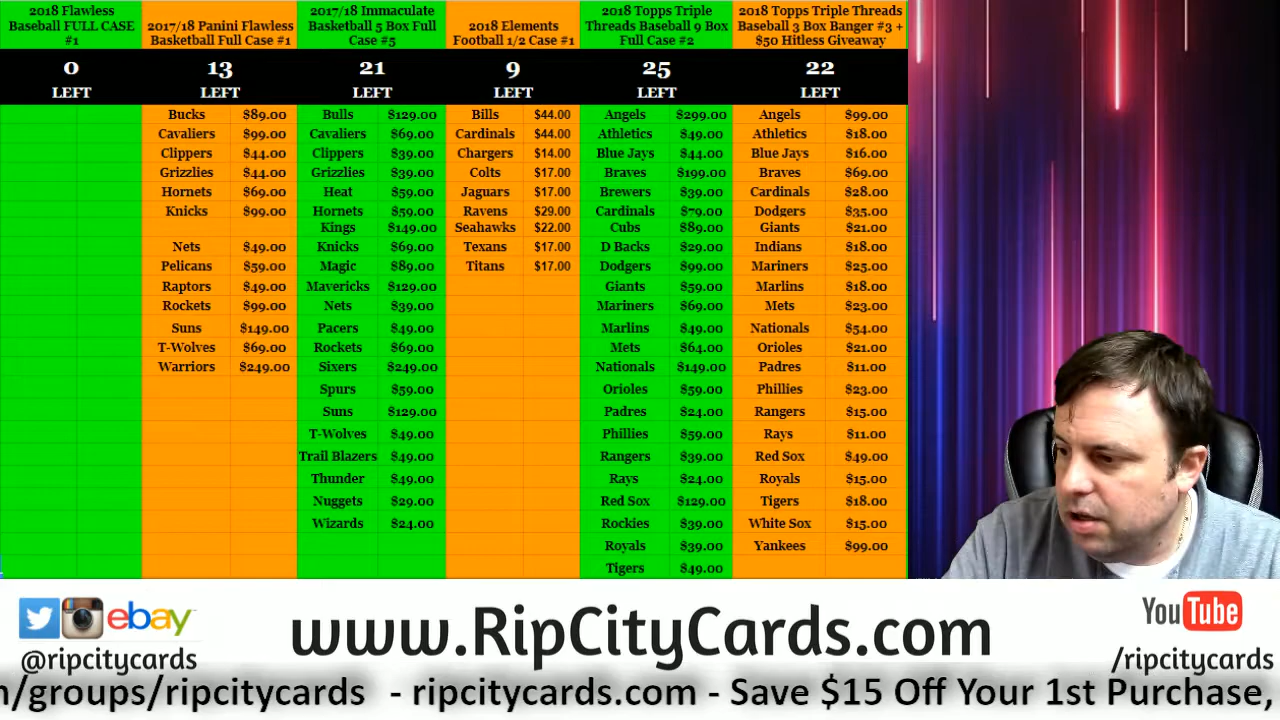 2018 Flawless
Baseball FULL CASE
#1
0
LEFT
2017/18 Panini Flawless
Basketball Full Case #1
13
LEFT
Bucks $89.00
Cavaliers $99.00
Clippers $44.00
Grizzlies $44.00
Hornets $69.00
Knicks $99.00
Nets $49.00
Pelicans $59.00
Raptors $49.00
Rockets $99.00
Suns $149.00
T-Wolves $69.00
Warriors $249.00
2017/18 Immaculate
Basketball 5 Box Full
Case #5
21
LEFT
Bulls $129.00
Cavaliers $69.00
Clippers $39.00
Grizzlies $39.00
Heat $59.00
Hornets $59.00
Kings $149.00
Knicks $69.00
Magic $89.00
Mavericks $129.00
Nets $39.00
Pacers $49.00
Rockets $69.00
Sixers $249.00
Spurs $59.00
Suns $129.00
T-Wolves $49.00
Trail Blazers $49.00
Thunder $49.00
Nuggets $29.00
Wizards $24.00
2018 Elements
Football 1/2 Case #1
9
LEFT
Bills $44.00
Cardinals $44.00
Chargers $14.00
Colts $17.00
Jaguars $17.00
Ravens $29.00
Seahawks $22.00
Texans $17.00
Titans $17.00
2018 Topps Triple
Threads Baseball 9 Box
Full Case #2
25
LEFT
Angels $299.00
Athletics $49.00
Blue Jays $44.00
Braves $199.00
Brewers $39.00
Cardinals $79.00
Cubs $89.00
D Backs $29.00
Dodgers $99.00
Giants $59.00
Mariners $69.00
Marlins $49.00
Mets $64.00
Nationals $149.00
Orioles $59.00
Padres $24.00
Phillies $59.00
Rangers $39.00
Rays $24.00
Red Sox $129.00
Rockies $39.00
Royals $39.00
Tigers $49.00
2018 Topps Triple Threads
Baseball 3 Box Banger #3 +
$50 Hitless Giveaway
22
LEFT
Angels $99.00
Athletics $18.00
Blue Jays $16.00
Braves $69.00
Cardinals $28.00
Dodgers $35.00
Giants $21.00
Indians $18.00
Mariners $25.00
Marlins $18.00
Mets $23.00
Nationals $54.00
Orioles $21.00
Padres $11.00
Phillies $23.00
Rangers $15.00
Rays $11.00
Red Sox $49.00
Royals $15.00
Tigers $18.00
White Sox $15.00
Yankees $99.00
ebay
@ripcitycards
www.RipCityCards.com
YouTube
/ripcitycards
/groups/ripcitycards - ripcitycards.com - Save $15 Off Your 1st Purchase,